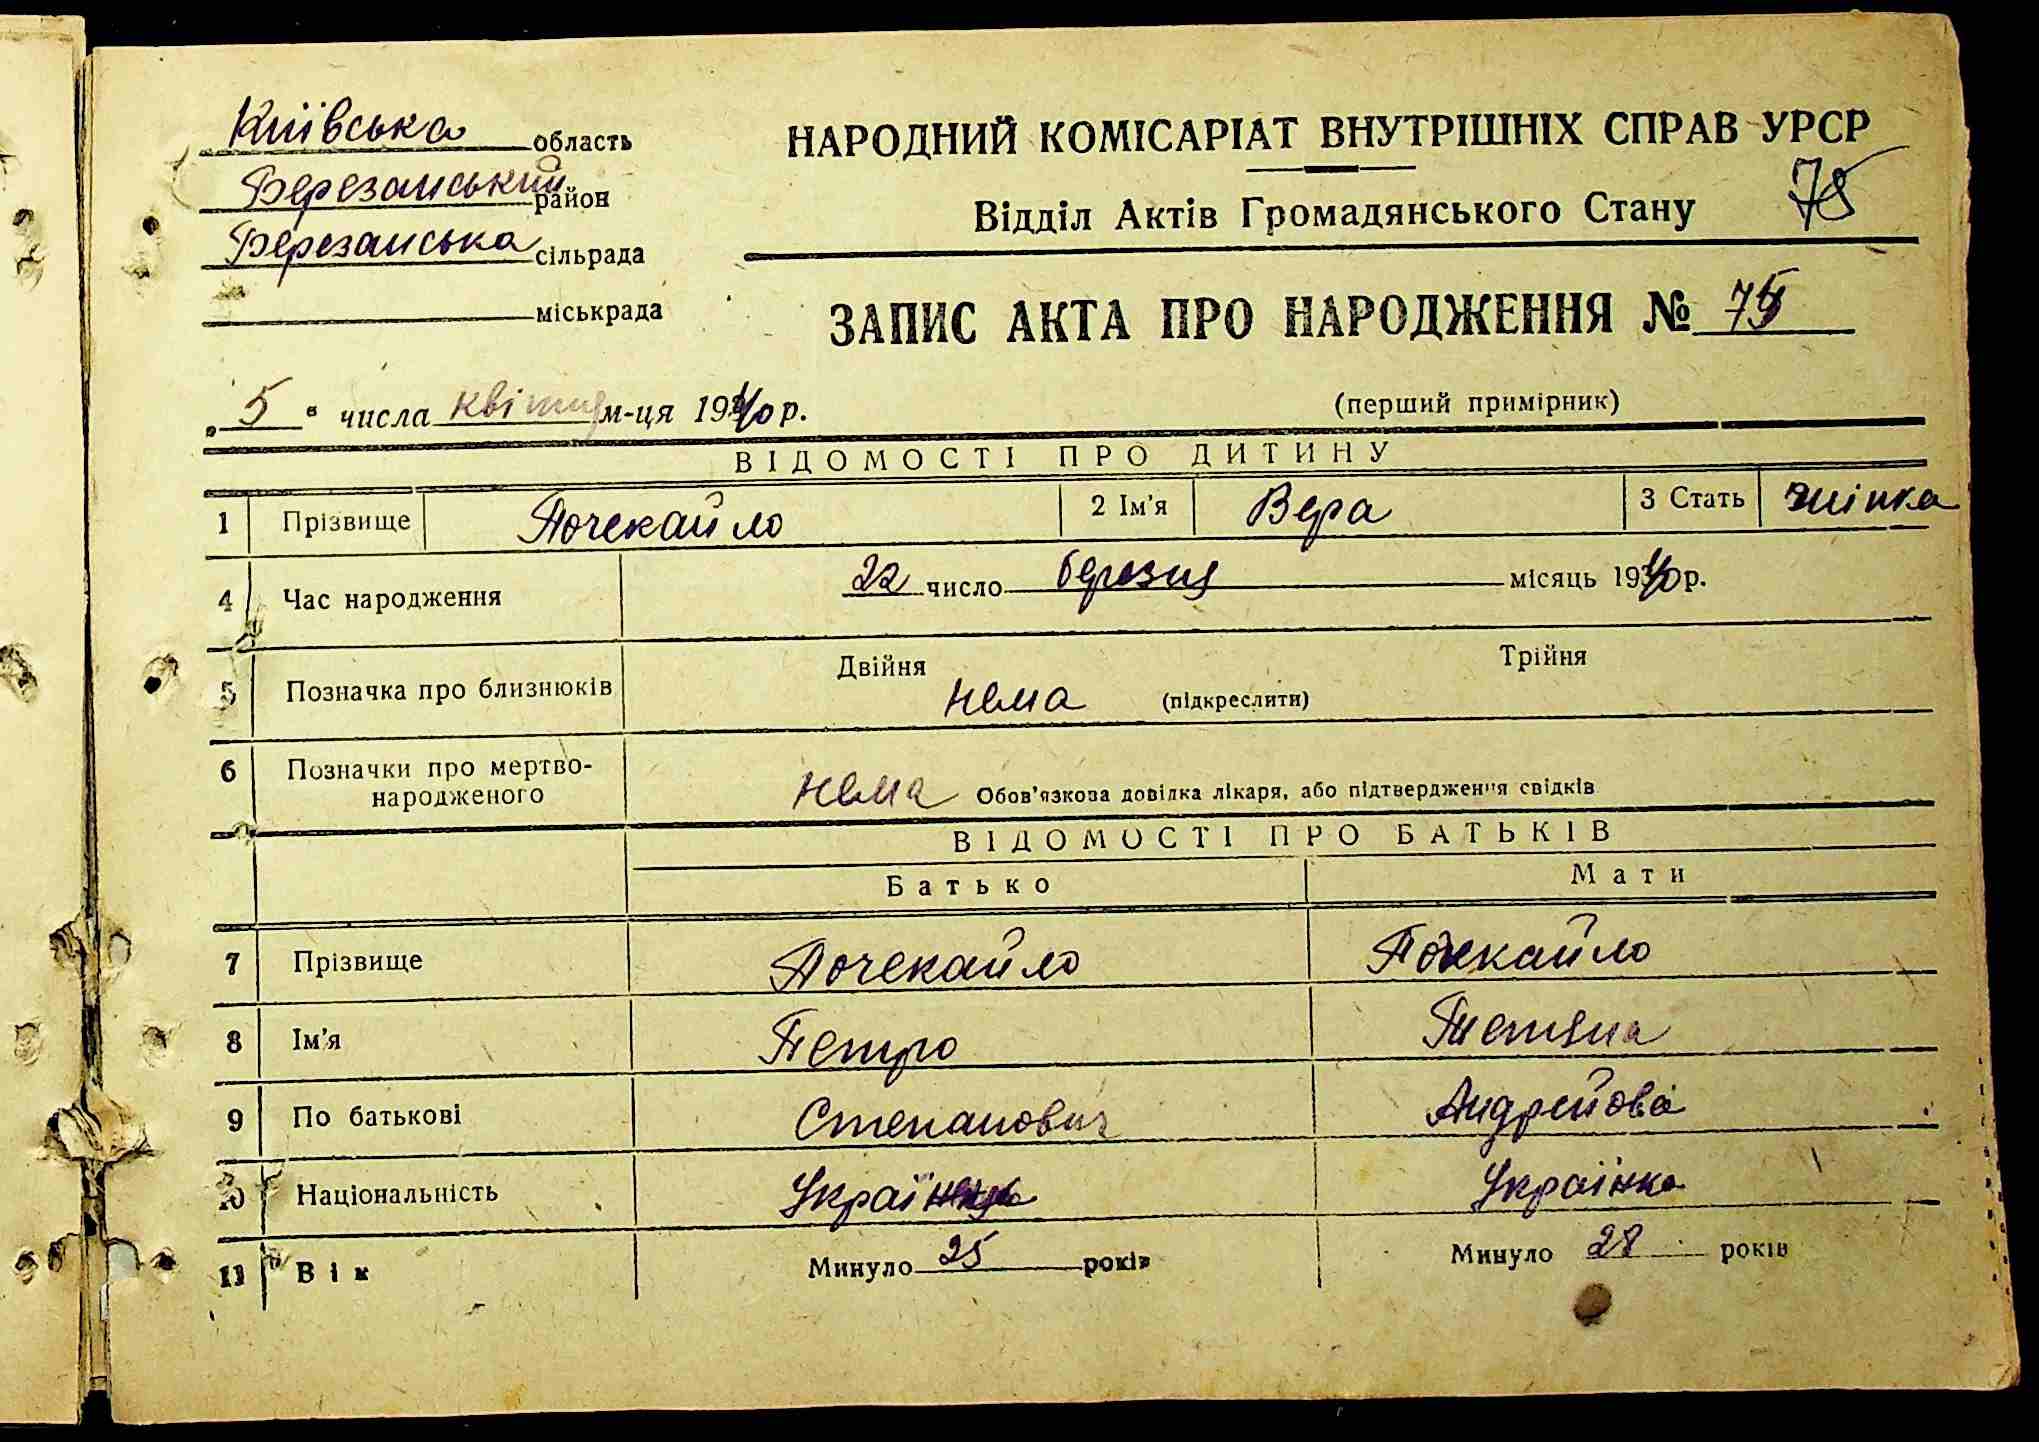 Київська область
Березанський район
Березанська сільрада
міськрада
НАРОДНИЙ КОМІСАРІАТ ВНУТРІШНІХ СПРАВ УРСР
Відділ Актів Громадянського Стану
ЗАПИС АКТА ПРО НАРОДЖЕННЯ № 75
„ 5 " числа квітня м-ця 1940 р.
(перший примірник)
ВІДОМОСТІ ПРО ДИТИНУ
1 Прізвище Почекайло 2 Ім'я Вера 3 Стать жінка
4 Час народження 22 число березня місяць 1940 р.
5 Позначка про близнюків Двійня нема (підкреслити) Трійня
6 Позначки про мертво-
народженого нема Обов'язкова довідка лікаря, або підтвердження свідків
ВІДОМОСТІ ПРО БАТЬКІВ
Батько Мати
7 Прізвище Почекайло Почекайло
8 Ім'я Петро Тетяна
9 По батькові Степанович Андрейова
10 Національність Українець Українка
11 Вік Минуло 25 років Минуло 28 років